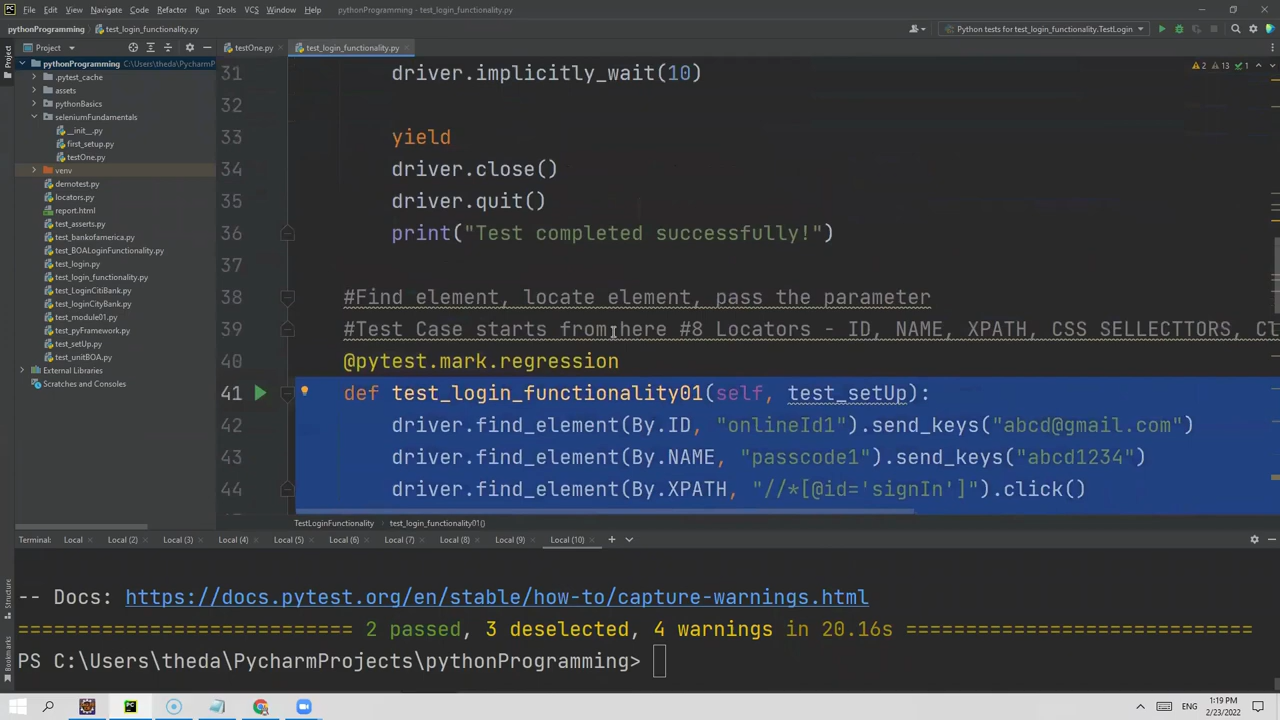 PC File Edit View Navigate Code Refactor Run Tools VCS Window Help pythonProgramming - test_login_functionality.py
pythonProgramming test_login_functionality.py Python tests for test_login_functionality.TestLogin
Project testOne.py test_login_functionality.py
Project
pythonProgramming C:\Users\theda\PycharmP
.pytest_cache
assets
pythonBasics
seleniumFundamentals
__init__.py
first_setup.py
testOne.py
venv
demotest.py
locators.py
report.html
test_asserts.py
test_bankofamerica.py
test_BOALoginFunctionality.py
test_login.py
test_login_functionality.py
test_LoginCitiBank.py
test_loginCityBank.py
test_module01.py
test_pyFramework.py
test_setUp.py
test_unitBOA.py
External Libraries
Scratches and Consoles
2 13 1
31 driver.implicitly_wait(10)
32
33 yield
34 driver.close()
35 driver.quit()
36 print("Test completed successfully!")
37
38 #Find element, locate element, pass the parameter
39 #Test Case starts from here #8 Locators - ID, NAME, XPATH, CSS SELLECTTORS, Cl
40 @pytest.mark.regression
41 def test_login_functionality01(self, test_setUp):
42 driver.find_element(By.ID, "onlineId1").send_keys("abcd@gmail.com")
43 driver.find_element(By.NAME, "passcode1").send_keys("abcd1234")
44 driver.find_element(By.XPATH, "//*[@id='signIn']").click()
TestLoginFunctionality test_login_functionality01()
Terminal: Local Local (2) Local (3) Local (4) Local (5) Local (6) Local (7) Local (8) Local (9) Local (10)
-- Docs: https://docs.pytest.org/en/stable/how-to/capture-warnings.html
=========================== 2 passed, 3 deselected, 4 warnings in 20.16s ============================
PS C:\Users\theda\PycharmProjects\pythonProgramming>
Structure
Favorites
PC
ENG 1:19 PM
2/23/2022